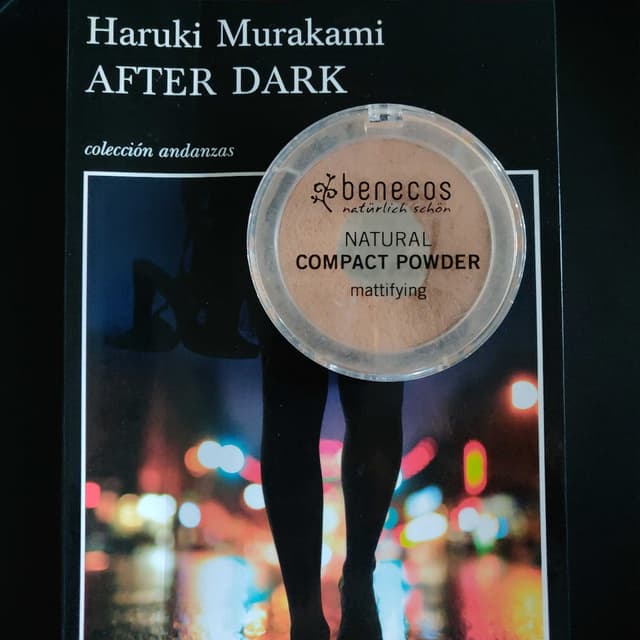 Haruki Murakami
AFTER DARK
colección andanzas
benecos
natürlich schön
NATURAL
COMPACT POWDER
mattifying